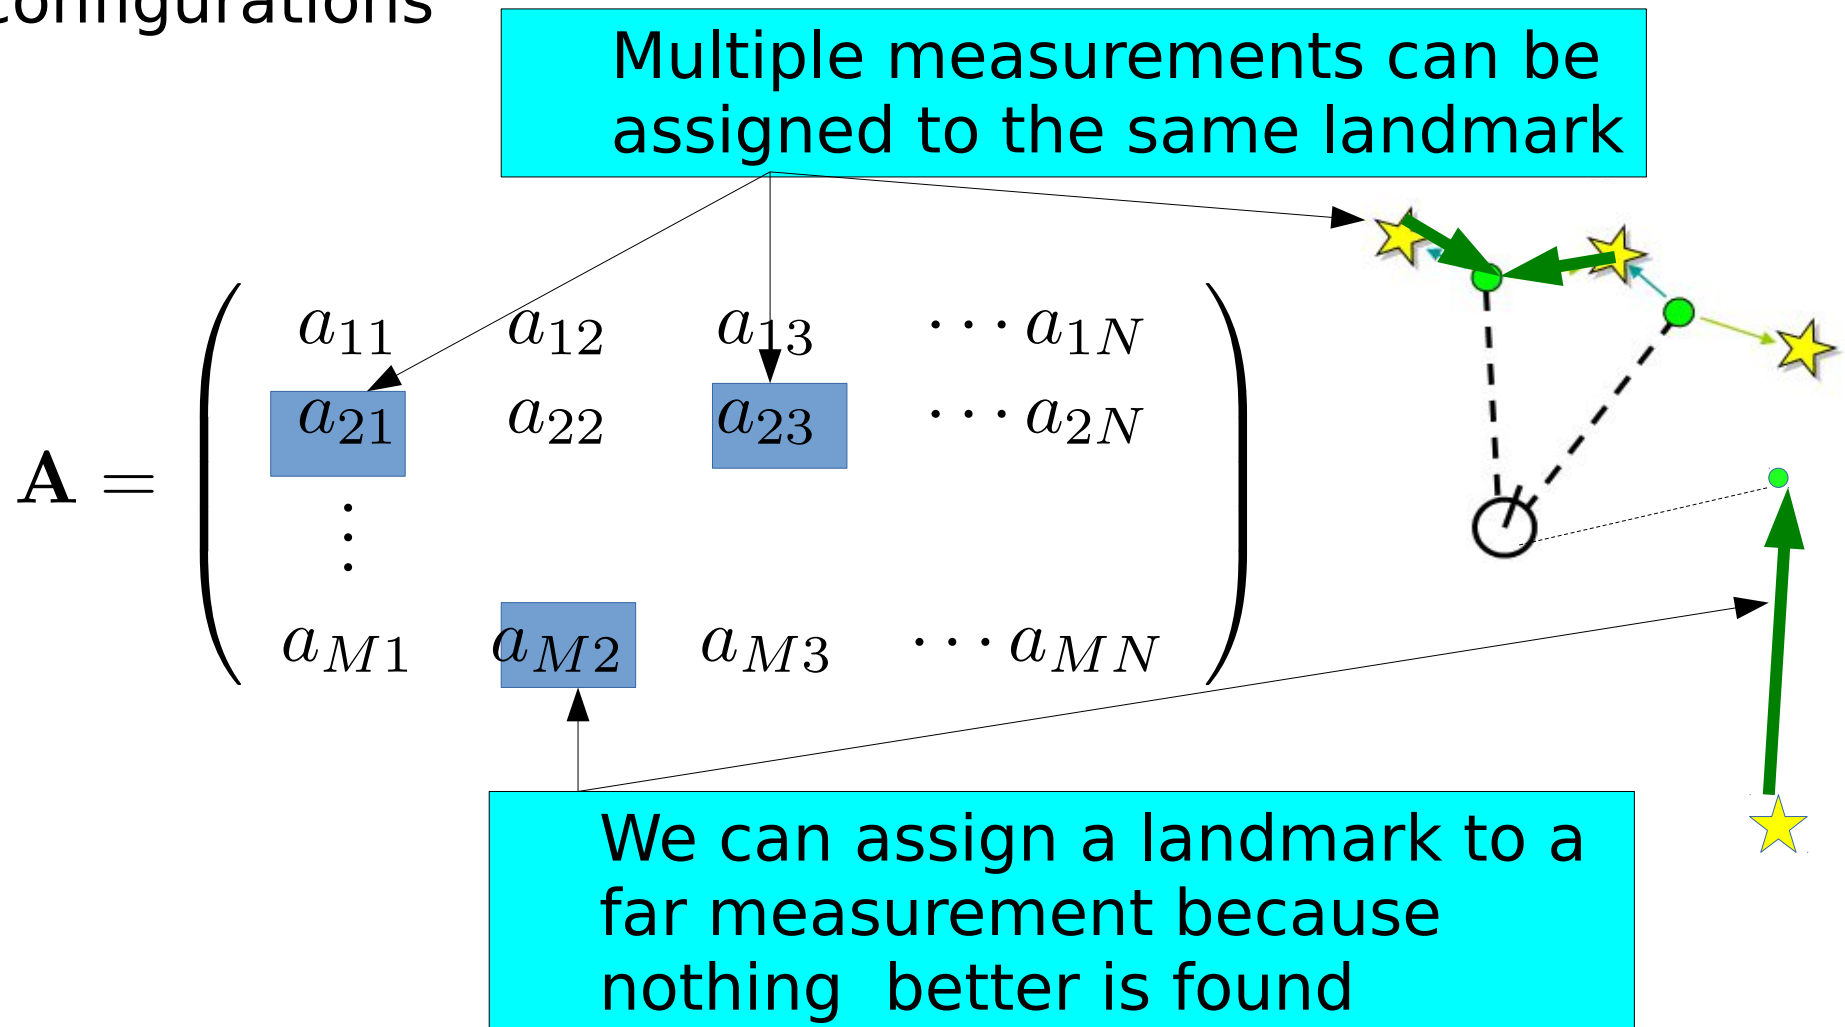 Multiple measurements can be
assigned to the same landmark
a11 a12 a13 ⋯ a1N
a21 a22 a23 ⋯ a2N
A =
⋮
aM1 aM2 aM3 ⋯ aMN
We can assign a landmark to a
far measurement because
nothing better is found